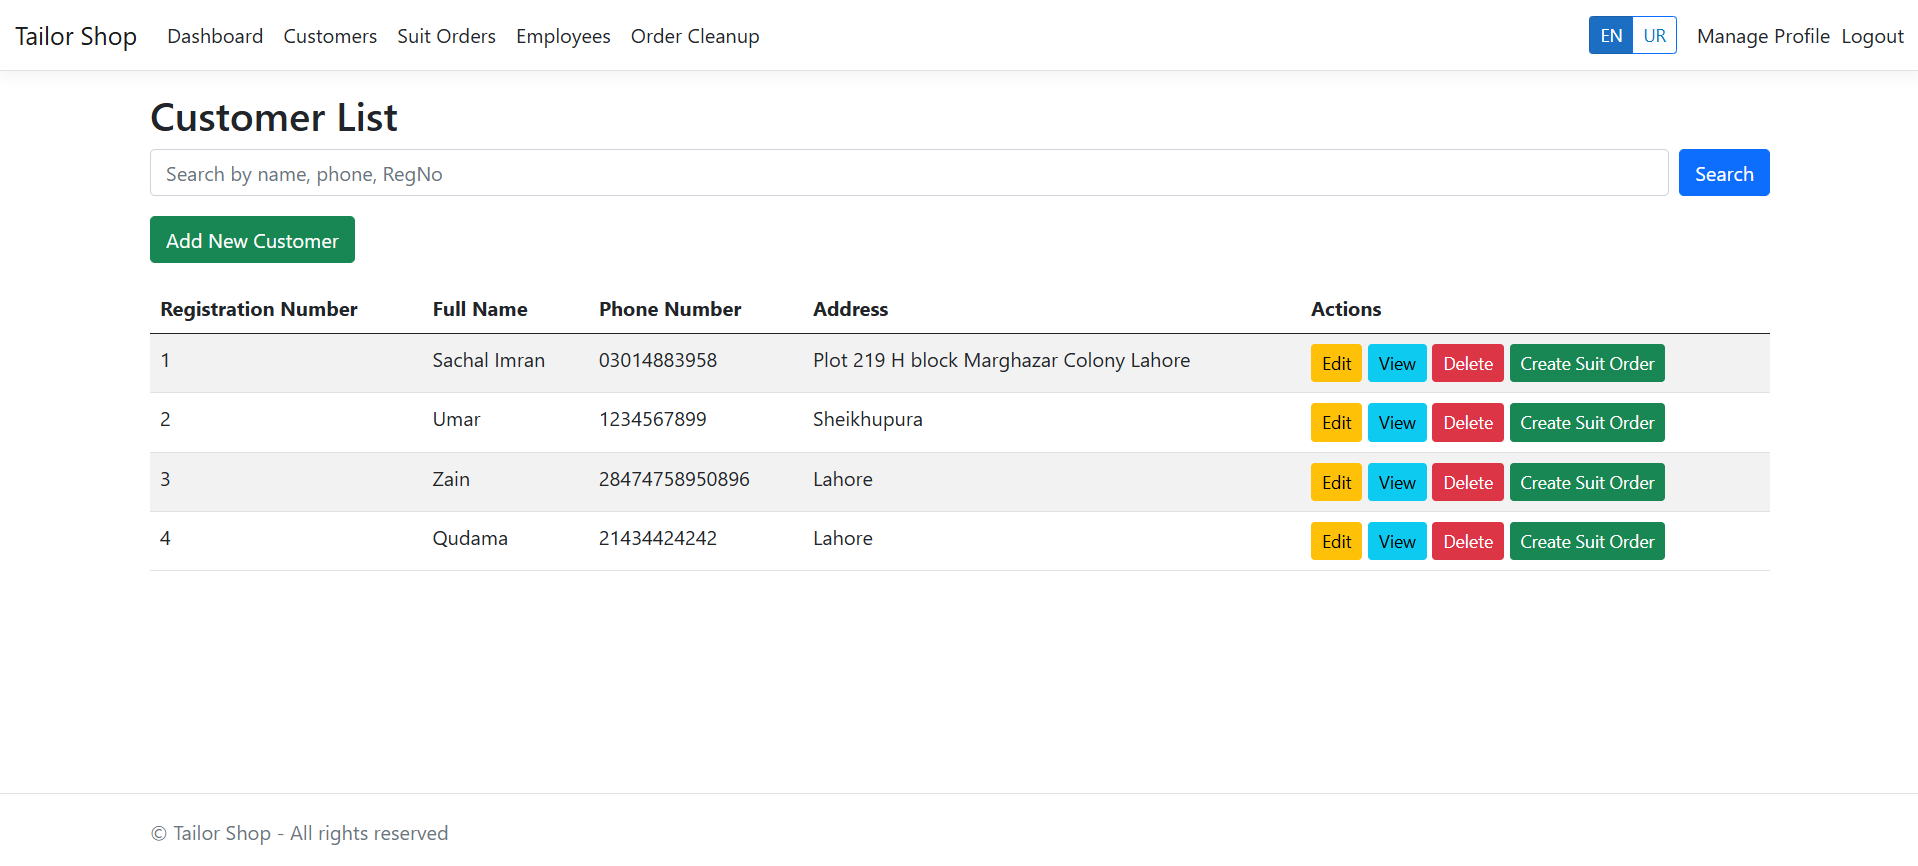 Tailor Shop Dashboard Customers Suit Orders Employees Order Cleanup EN UR Manage Profile Logout
Customer List
Search by name, phone, RegNo Search
Add New Customer
Registration Number Full Name Phone Number Address Actions
1 Sachal Imran 03014883958 Plot 219 H block Marghazar Colony Lahore Edit View Delete Create Suit Order
2 Umar 1234567899 Sheikhupura Edit View Delete Create Suit Order
3 Zain 28474758950896 Lahore Edit View Delete Create Suit Order
4 Qudama 21434424242 Lahore Edit View Delete Create Suit Order
© Tailor Shop - All rights reserved